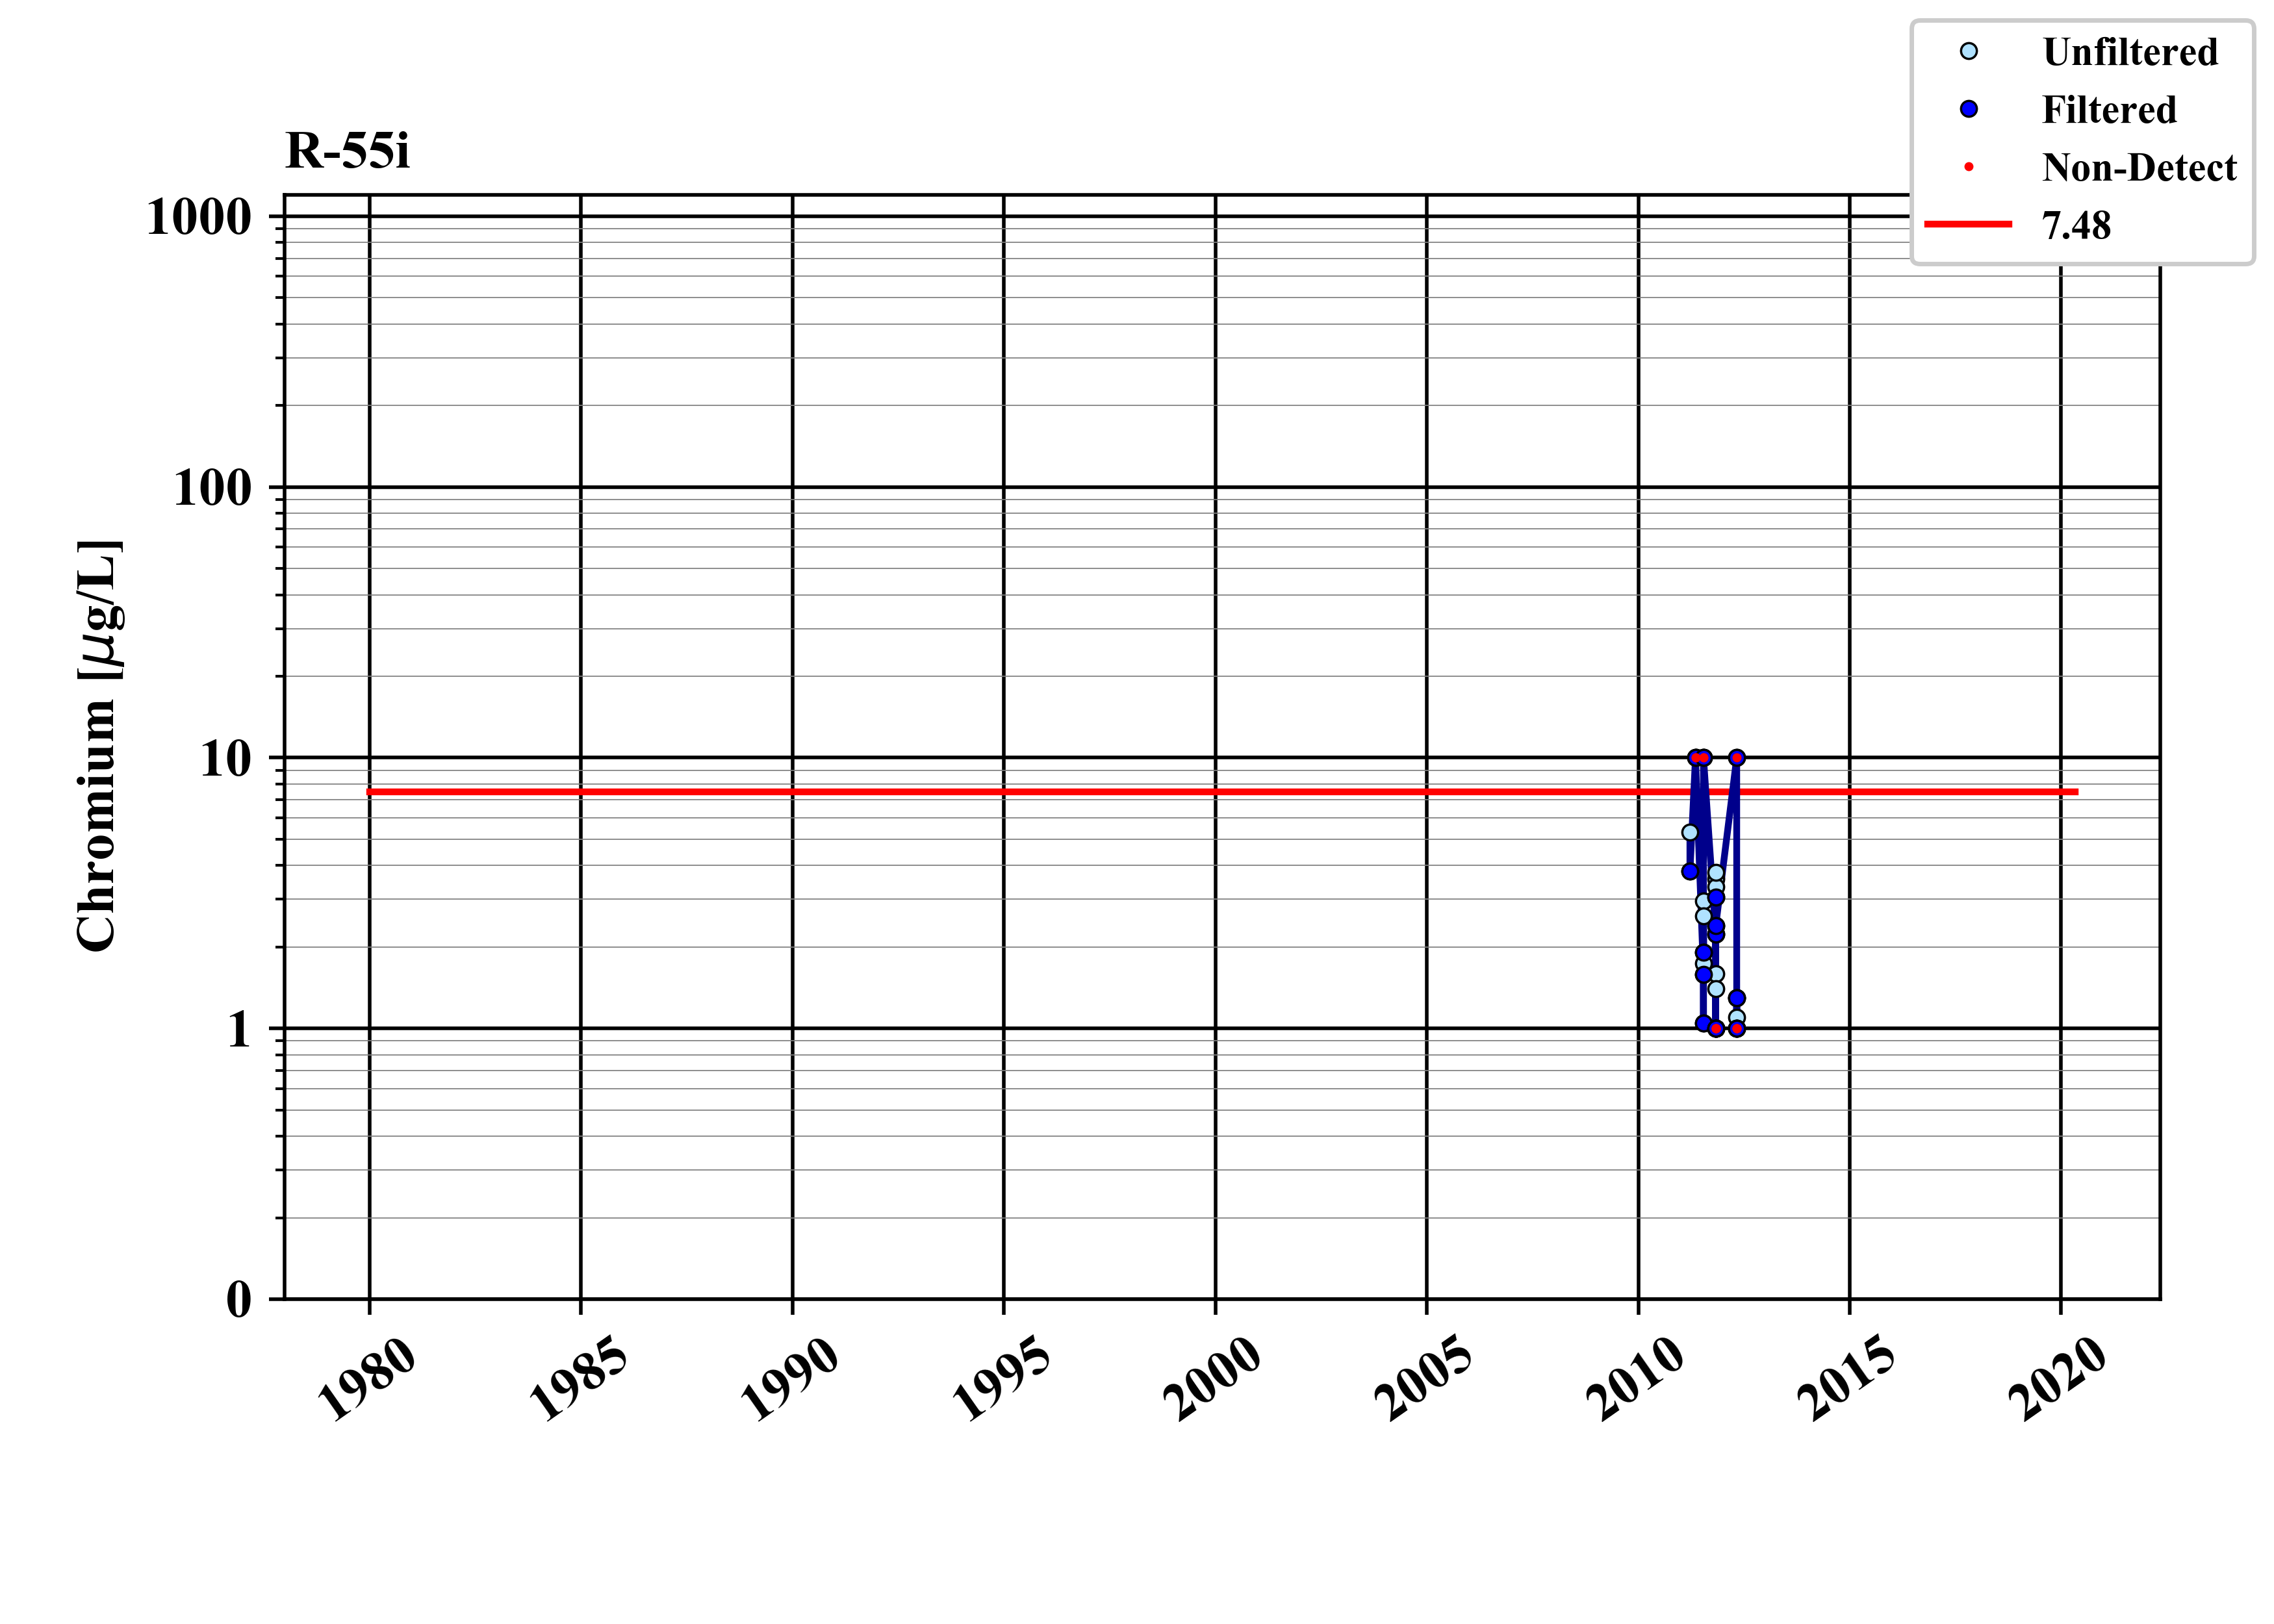 Unfiltered
Filtered
Non-Detect
7.48
R-55i
1000
100
10
1
0
Chromium [μg/L]
1980 1985 1990 1995 2000 2005 2010 2015 2020